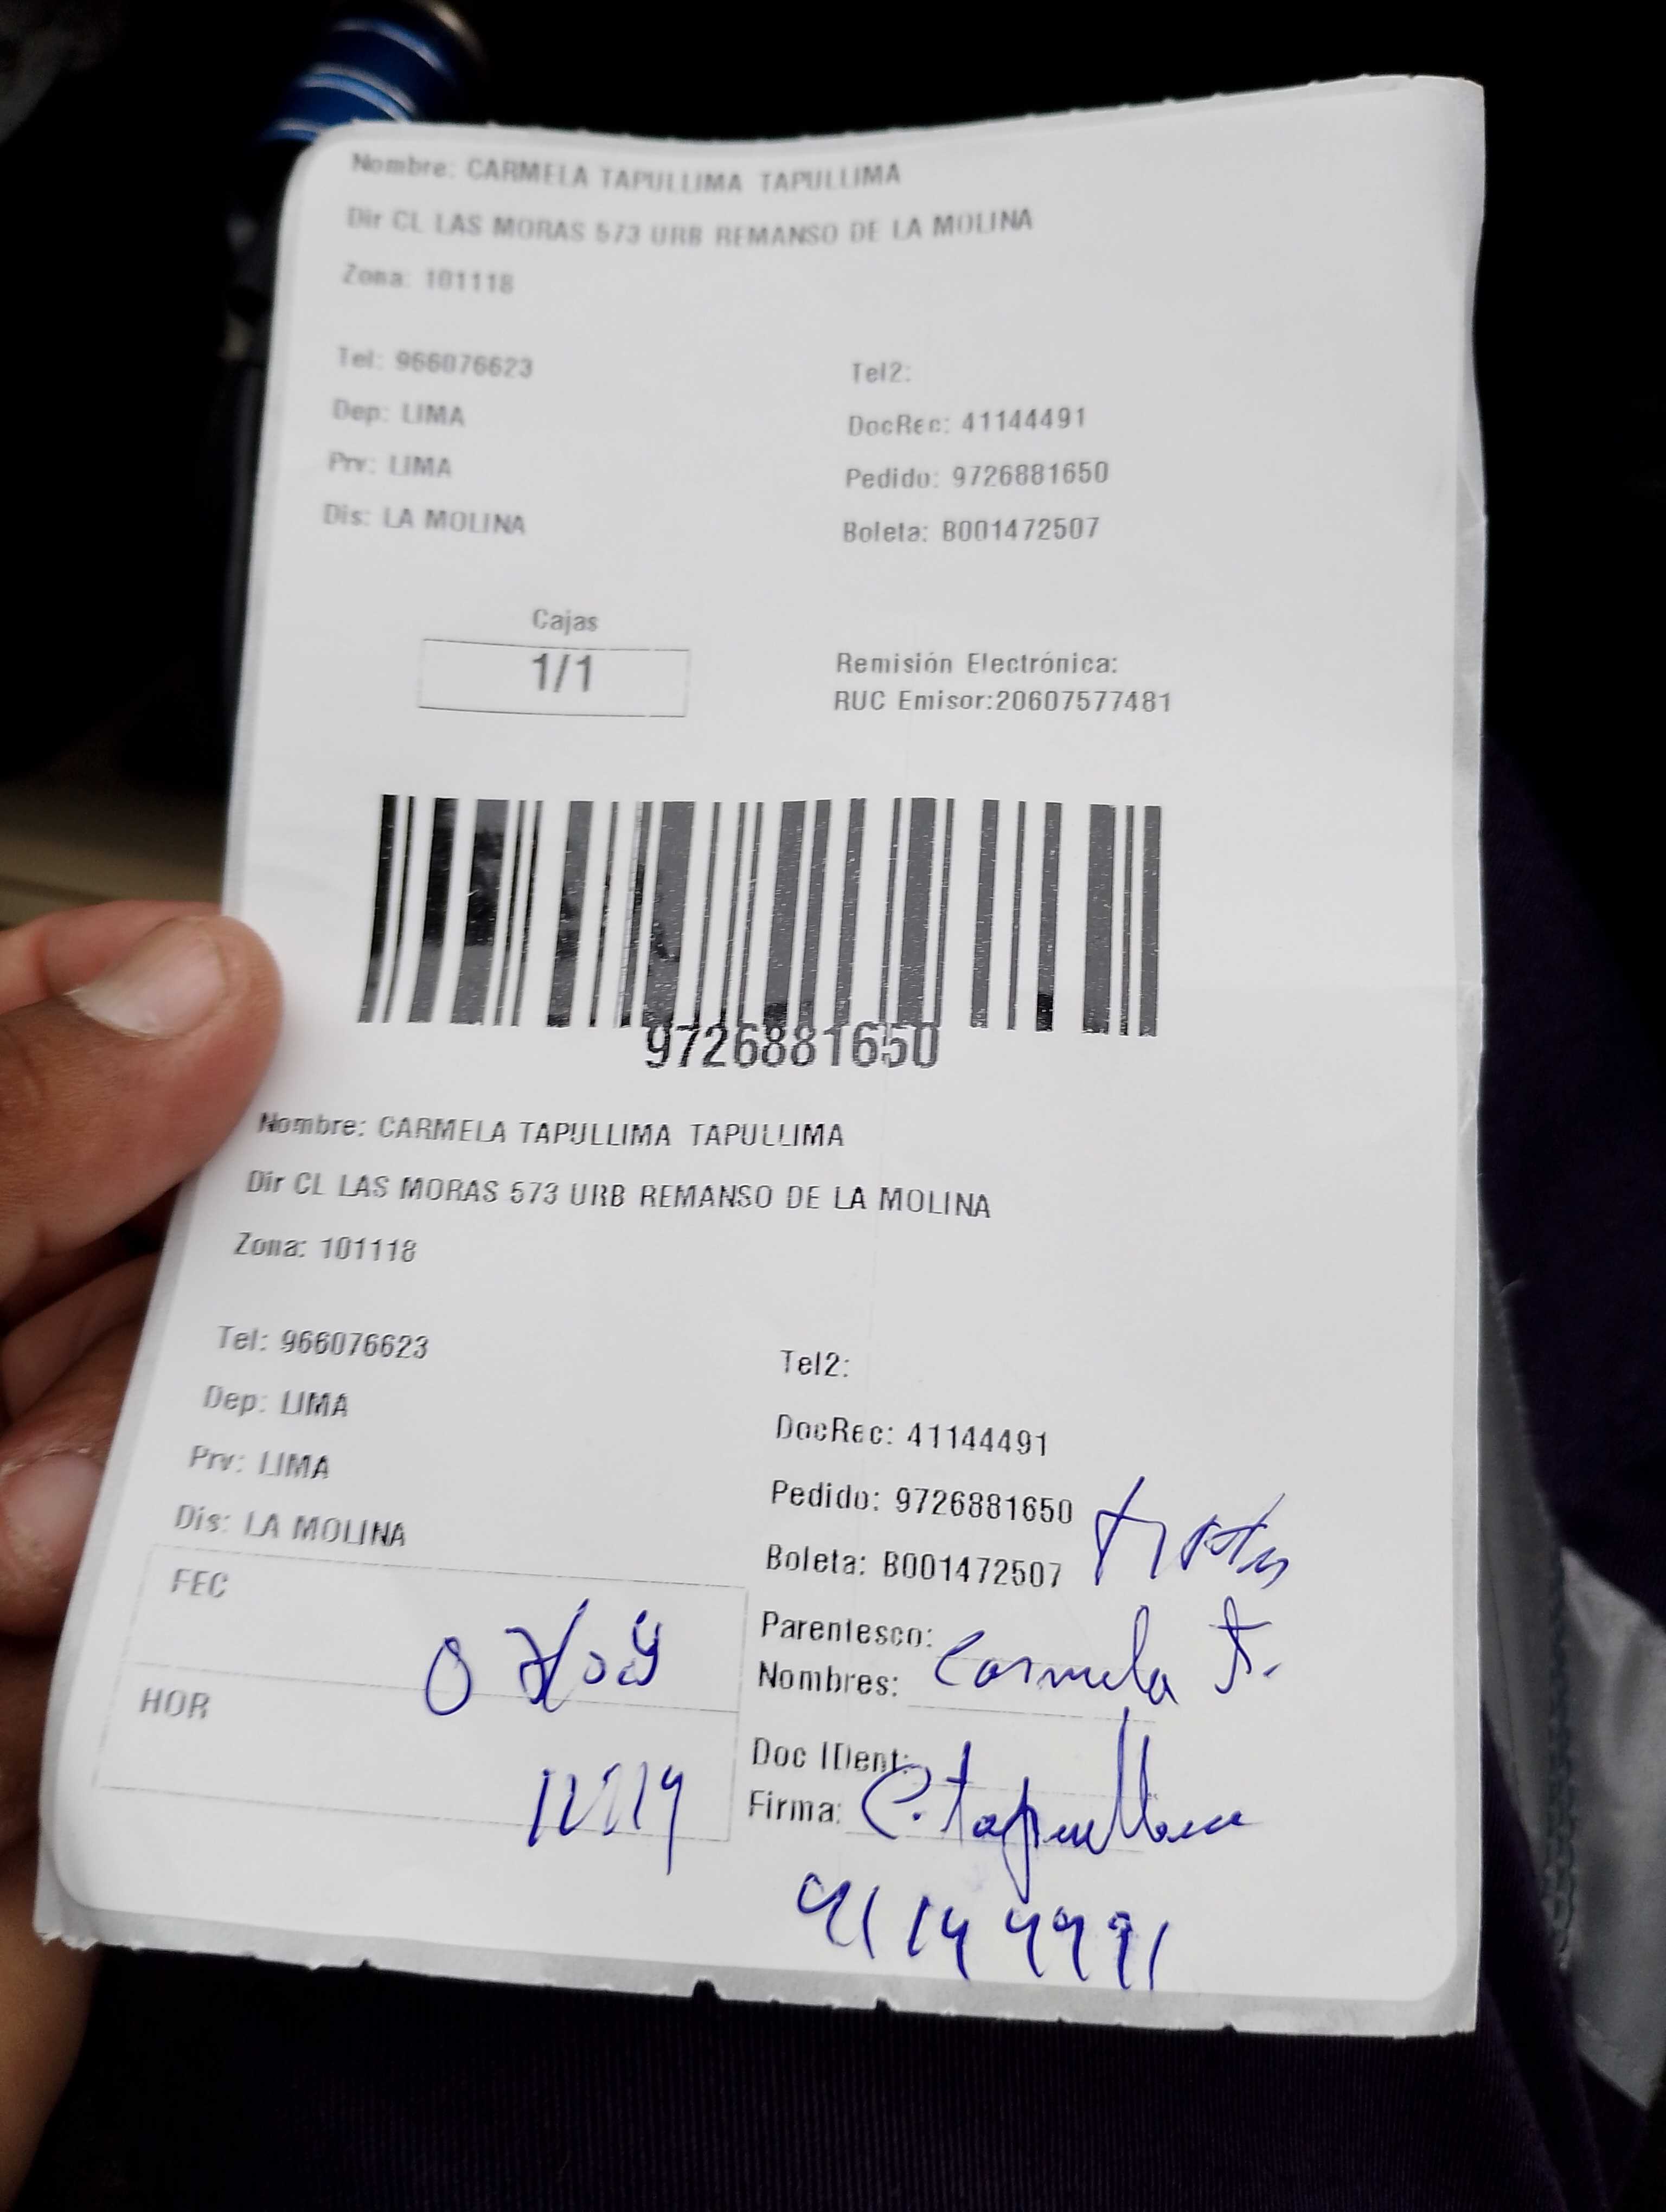 Nombre: CARMELA TAPULLIMA TAPULLIMA
Dir CL LAS MORAS 573 URB REMANSO DE LA MOLINA
Zona: 101118
Tel: 966076623
Tel2:
Dep: LIMA
DocRec: 41144491
Prv: LIMA
Pedido: 9726881650
Dis: LA MOLINA
Boleta: B001472507
Cajas
1/1
Remisión Electrónica:
RUC Emisor:20607577481
9726881650
Nombre: CARMELA TAPULLIMA TAPULLIMA
Dir CL LAS MORAS 573 URB REMANSO DE LA MOLINA
Zona: 101118
Tel: 966076623
Tel2:
Dep: LIMA
DocRec: 41144491
Prv: LIMA
Pedido: 9726881650
Dis: LA MOLINA
Boleta: B001472507
FEC
Parentesco:
Nombres: Carmela T.
HOR
Doc IDent:
Firma: C. Tapullima
41144491